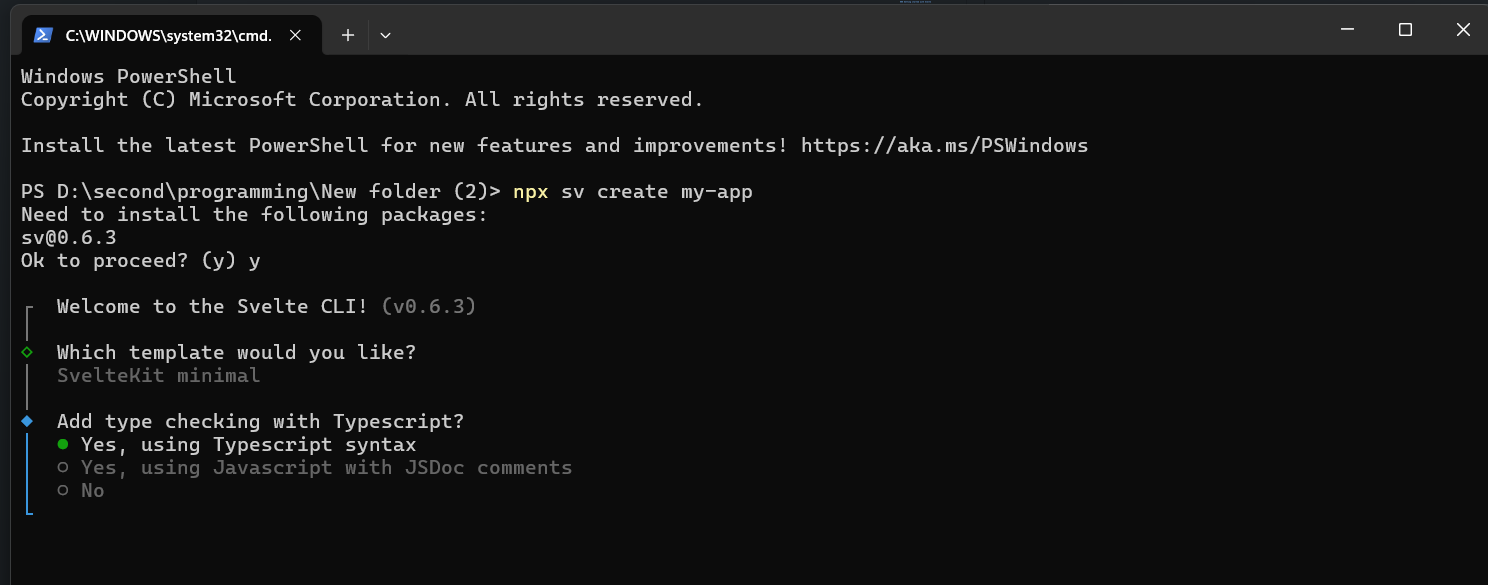 C:\WINDOWS\system32\cmd.
Windows PowerShell
Copyright (C) Microsoft Corporation. All rights reserved.
Install the latest PowerShell for new features and improvements! https://aka.ms/PSWindows
PS D:\second\programming\New folder (2)> npx sv create my-app
Need to install the following packages:
sv@0.6.3
Ok to proceed? (y) y
Welcome to the Svelte CLI! (v0.6.3)
Which template would you like?
SvelteKit minimal
Add type checking with Typescript?
Yes, using Typescript syntax
Yes, using Javascript with JSDoc comments
No